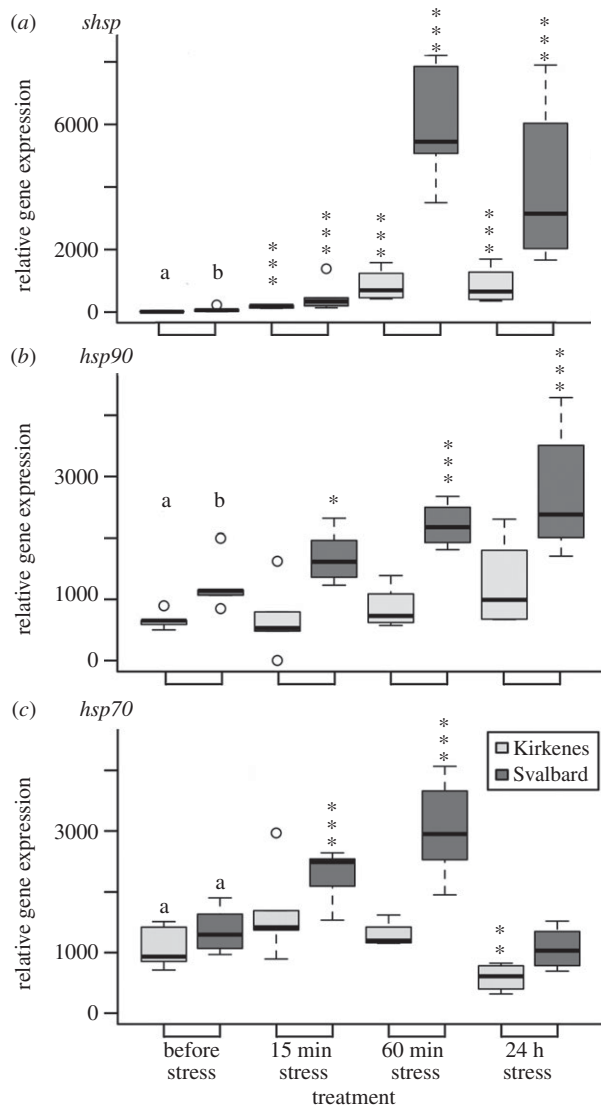 (a) shsp
relative gene expression
6000
2000
0
a b
***
***
***
***
***
***
(b) hsp90
relative gene expression
3000
1000
0
a b
*
***
***
(c) hsp70
relative gene expression
3000
1000
0
a a
***
***
**
Kirkenes
Svalbard
before stress
15 min stress
60 min stress
24 h stress
treatment